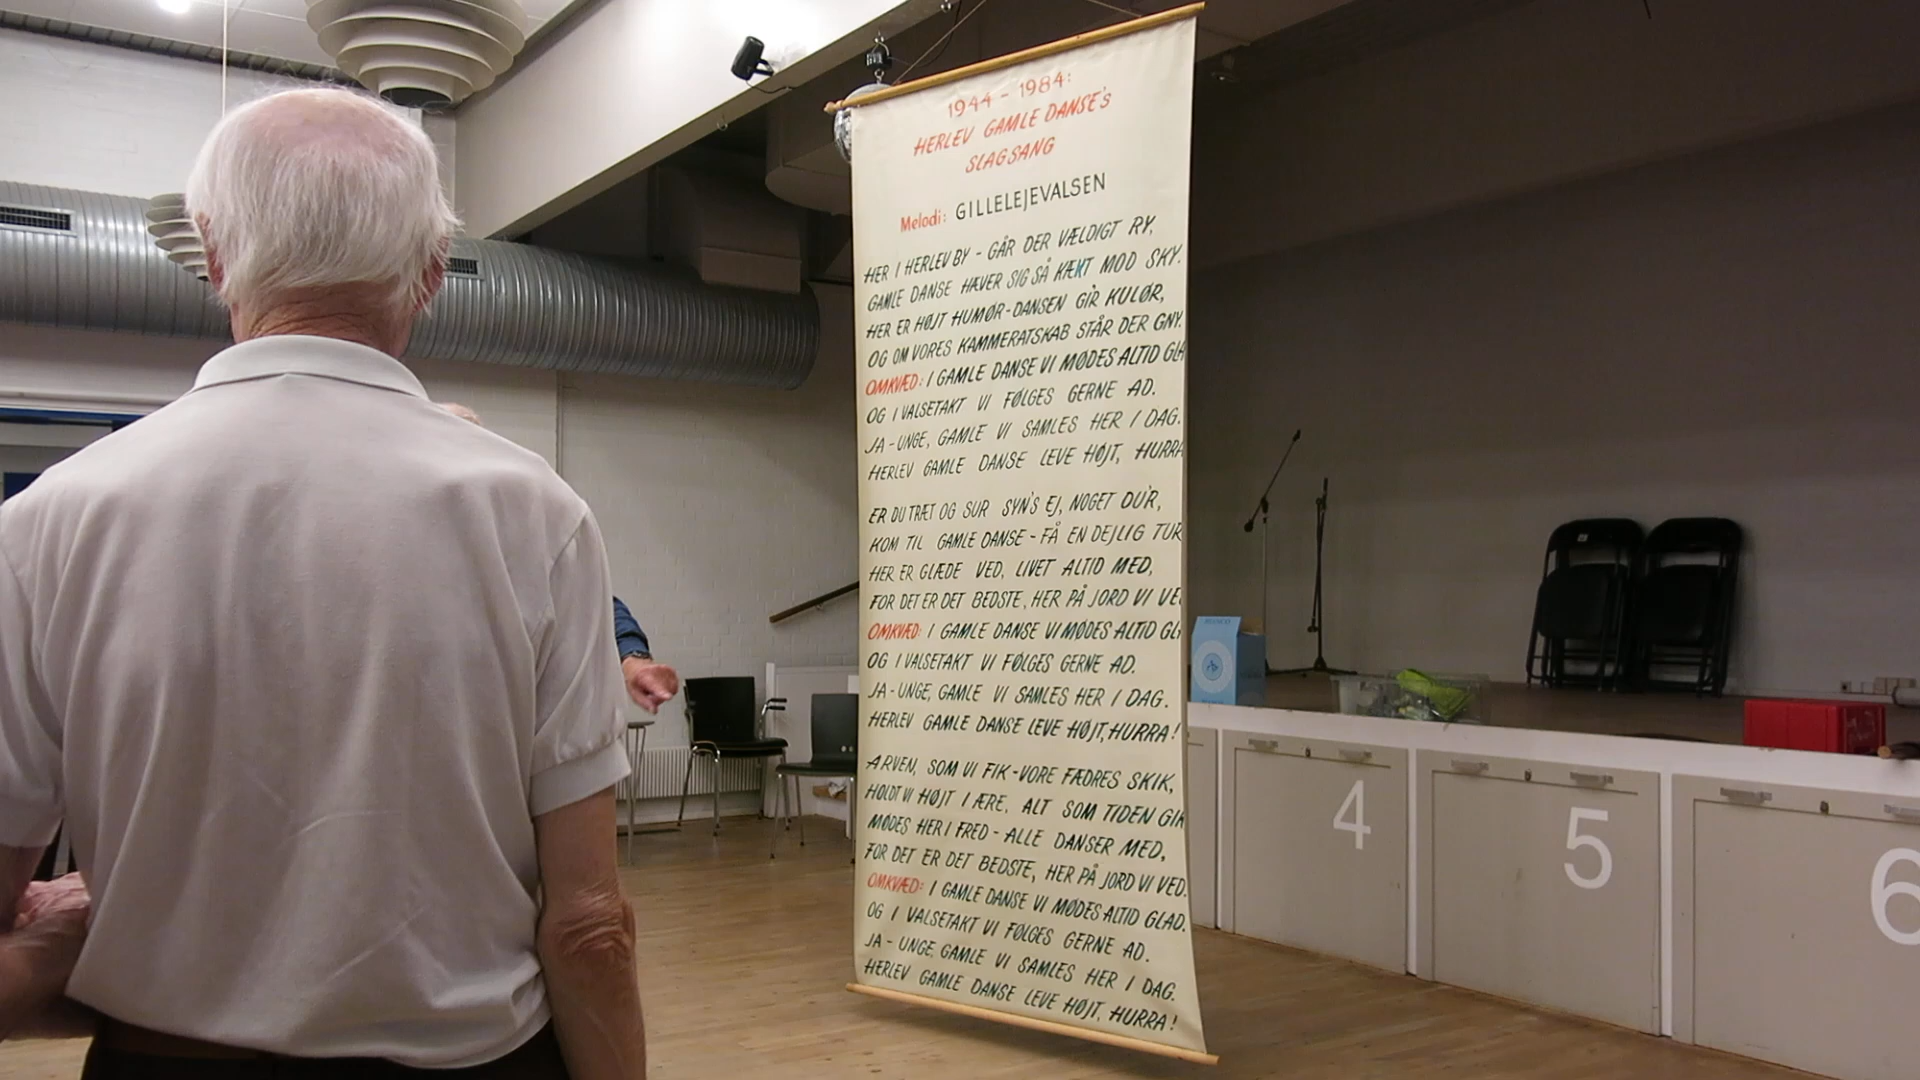 1944 - 1984:
HERLEV GAMLE DANSE'S
SLAGSANG
Melodi: GILLELEJEVALSEN
HER I HERLEV BY - GÅR DER VÆLDIGT RY,
GAMLE DANSE HÆVER SIG SÅ KÆKT MOD SKY.
HER ER HØJT HUMØR - DANSEN GI'R KULØR,
OG OM VORES KAMMERATSKAB STÅR DER GNY.
OMKVÆD: I GAMLE DANSE VI MØDES ALTID GLA
OG I VALSETAKT VI FØLGES GERNE AD.
JA - UNGE, GAMLE VI SAMLES HER I DAG.
HERLEV GAMLE DANSE LEVE HØJT, HURRA
ER DU TRÆT OG SUR SYN'S EJ, NOGET DU'R,
KOM TIL GAMLE DANSE - FÅ EN DEJLIG TUR
HER ER GLÆDE VED, LIVET ALTID MED,
FOR DET ER DET BEDSTE, HER PÅ JORD VI VE
OMKVÆD: I GAMLE DANSE VI MØDES ALTID GL
OG I VALSETAKT VI FØLGES GERNE AD.
JA - UNGE, GAMLE VI SAMLES HER I DAG.
HERLEV GAMLE DANSE LEVE HØJT, HURRA!
ARVEN, SOM VI FIK - VORE FÆDRES SKIK,
HOLDT VI HØJT I ÆRE, ALT SOM TIDEN GIK
MØDES HER I FRED - ALLE DANSER MED,
FOR DET ER DET BEDSTE, HER PÅ JORD VI VED.
OMKVÆD: I GAMLE DANSE VI MØDES ALTID GLAD.
OG I VALSETAKT VI FØLGES GERNE AD.
JA - UNGE, GAMLE VI SAMLES HER I DAG.
HERLEV GAMLE DANSE LEVE HØJT, HURRA!
4
5
6